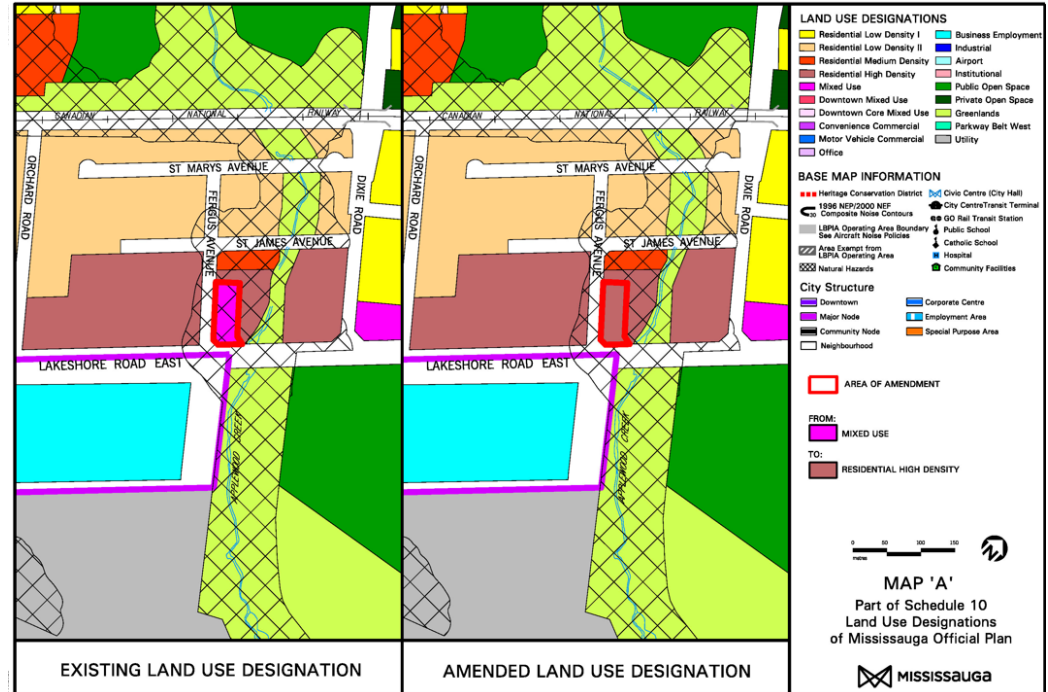 CANADIAN NATIONAL RAILWAY
ORCHARD ROAD
ST MARYS AVENUE
FERGUS AVENUE
DIXIE ROAD
ST JAMES AVENUE
LAKESHORE ROAD EAST
APPLEWOOD CREEK
EXISTING LAND USE DESIGNATION
CANADIAN NATIONAL RAILWAY
ORCHARD ROAD
ST MARYS AVENUE
FERGUS AVENUE
DIXIE ROAD
ST JAMES AVENUE
LAKESHORE ROAD EAST
APPLEWOOD CREEK
AMENDED LAND USE DESIGNATION
LAND USE DESIGNATIONS
Residential Low Density I
Residential Low Density II
Residential Medium Density
Residential High Density
Mixed Use
Downtown Mixed Use
Downtown Core Mixed Use
Convenience Commercial
Motor Vehicle Commercial
Office
Business Employment
Industrial
Airport
Institutional
Public Open Space
Private Open Space
Greenlands
Parkway Belt West
Utility
BASE MAP INFORMATION
Heritage Conservation District
1996 NEP/2000 NEF
Composite Noise Contours
LBPIA Operating Area Boundary
See Aircraft Noise Policies
Area Exempt from
LBPIA Operating Area
Natural Hazards
Civic Centre (City Hall)
City CentreTransit Terminal
GO Rail Transit Station
Public School
Catholic School
Hospital
Community Facilities
City Structure
Downtown
Major Node
Community Node
Neighbourhood
Corporate Centre
Employment Area
Special Purpose Area
AREA OF AMENDMENT
FROM:
MIXED USE
TO:
RESIDENTIAL HIGH DENSITY
0 50 100 150
metres
MAP 'A'
Part of Schedule 10
Land Use Designations
of Mississauga Official Plan
MISSISSAUGA